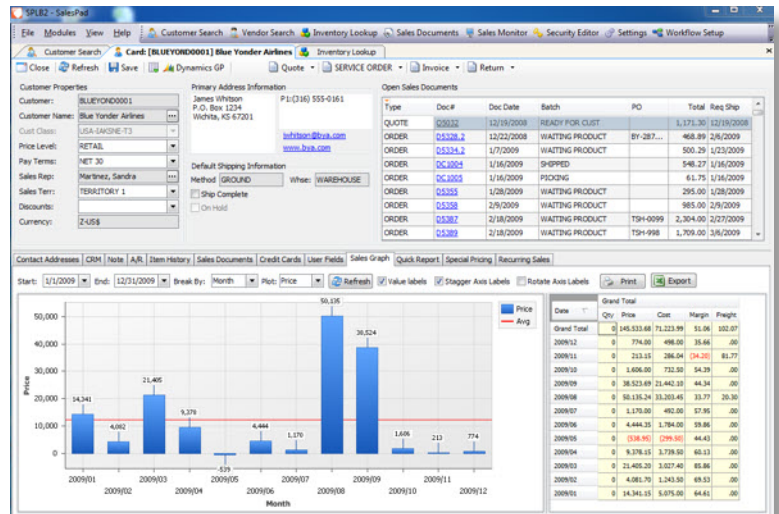 SPLB2 - SalesPad
File Modules View Help Customer Search Vendor Search Inventory Lookup Sales Documents Sales Monitor Security Editor Settings Workflow Setup
Customer Search Card: [BLUEYOND0001] Blue Yonder Airlines Inventory Lookup
Close Refresh Save Dynamics GP Quote SERVICE ORDER Invoice Return
Customer Properties
Customer: BLUEYOND0001
Customer Name: Blue Yonder Airlines
Cust Class: USA-IAKSNE-T3
Price Level: RETAIL
Pay Terms: NET 30
Sales Rep: Martinez, Sandra
Sales Terr: TERRITORY 1
Discounts:
Currency: Z-US$
Primary Address Information
James Whitson P1:(316) 555-0161
P.O. Box 1234
Wichita, KS 67201
jwhitson@bya.com
www.bya.com
Default Shipping Information
Method GROUND Whse: WAREHOUSE
Ship Complete
On Hold
Open Sales Documents
Type Doc# Doc Date Batch PO Total Req Ship
QUOTE Q5032 12/19/2008 READY FOR CUST 1,171.30 12/19/2008
ORDER D5328.2 12/22/2008 WAITING PRODUCT BY-287... 468.89 2/6/2009
ORDER D5334.2 1/7/2009 WAITING PRODUCT 500.29 1/23/2009
ORDER DC1004 1/16/2009 SHIPPED 548.27 1/16/2009
ORDER DC1005 1/16/2009 PICKING 61.75 1/16/2009
ORDER D5355 1/28/2009 WAITING PRODUCT 295.00 1/28/2009
ORDER D5358 2/9/2009 WAITING PRODUCT 985.00 2/9/2009
ORDER D5387 2/18/2009 WAITING PRODUCT TSH-0099 2,304.00 2/27/2009
ORDER D5389 2/18/2009 WAITING PRODUCT TSH-998 1,709.00 3/6/2009
Contact Addresses CRM Note A/R Item History Sales Documents Credit Cards User Fields Sales Graph Quick Report Special Pricing Recurring Sales
Start: 1/1/2009 End: 12/31/2009 Break By: Month Plot: Price Refresh Value labels Stagger Axis Labels Rotate Axis Labels Print Export
Price
50,000
40,000
30,000
20,000
10,000
0
14,341
4,082
21,405
9,378
-539
4,444
1,170
50,135
38,524
1,606
213
774
Price
Avg
2009/01 2009/03 2009/05 2009/07 2009/09 2009/11
2009/02 2009/04 2009/06 2009/08 2009/10 2009/12
Month
Grand Total
Date Qty Price Cost Margin Freight
Grand Total 0 145,533.68 71,223.99 51.06 102.07
2009/12 0 774.00 498.00 35.66 .00
2009/11 0 213.15 286.04 (34.20) 81.77
2009/10 0 1,606.00 732.50 54.39 .00
2009/09 0 38,523.69 21,442.10 44.34 .00
2009/08 0 50,135.24 33,203.45 33.77 20.30
2009/07 0 1,170.00 492.00 57.95 .00
2009/06 0 4,444.35 1,784.00 59.86 .00
2009/05 0 (538.95) (299.50) 44.43 .00
2009/04 0 9,378.15 3,739.50 60.13 .00
2009/03 0 21,405.20 3,027.40 85.86 .00
2009/02 0 4,081.70 1,243.50 69.53 .00
2009/01 0 14,341.15 5,075.00 64.61 .00